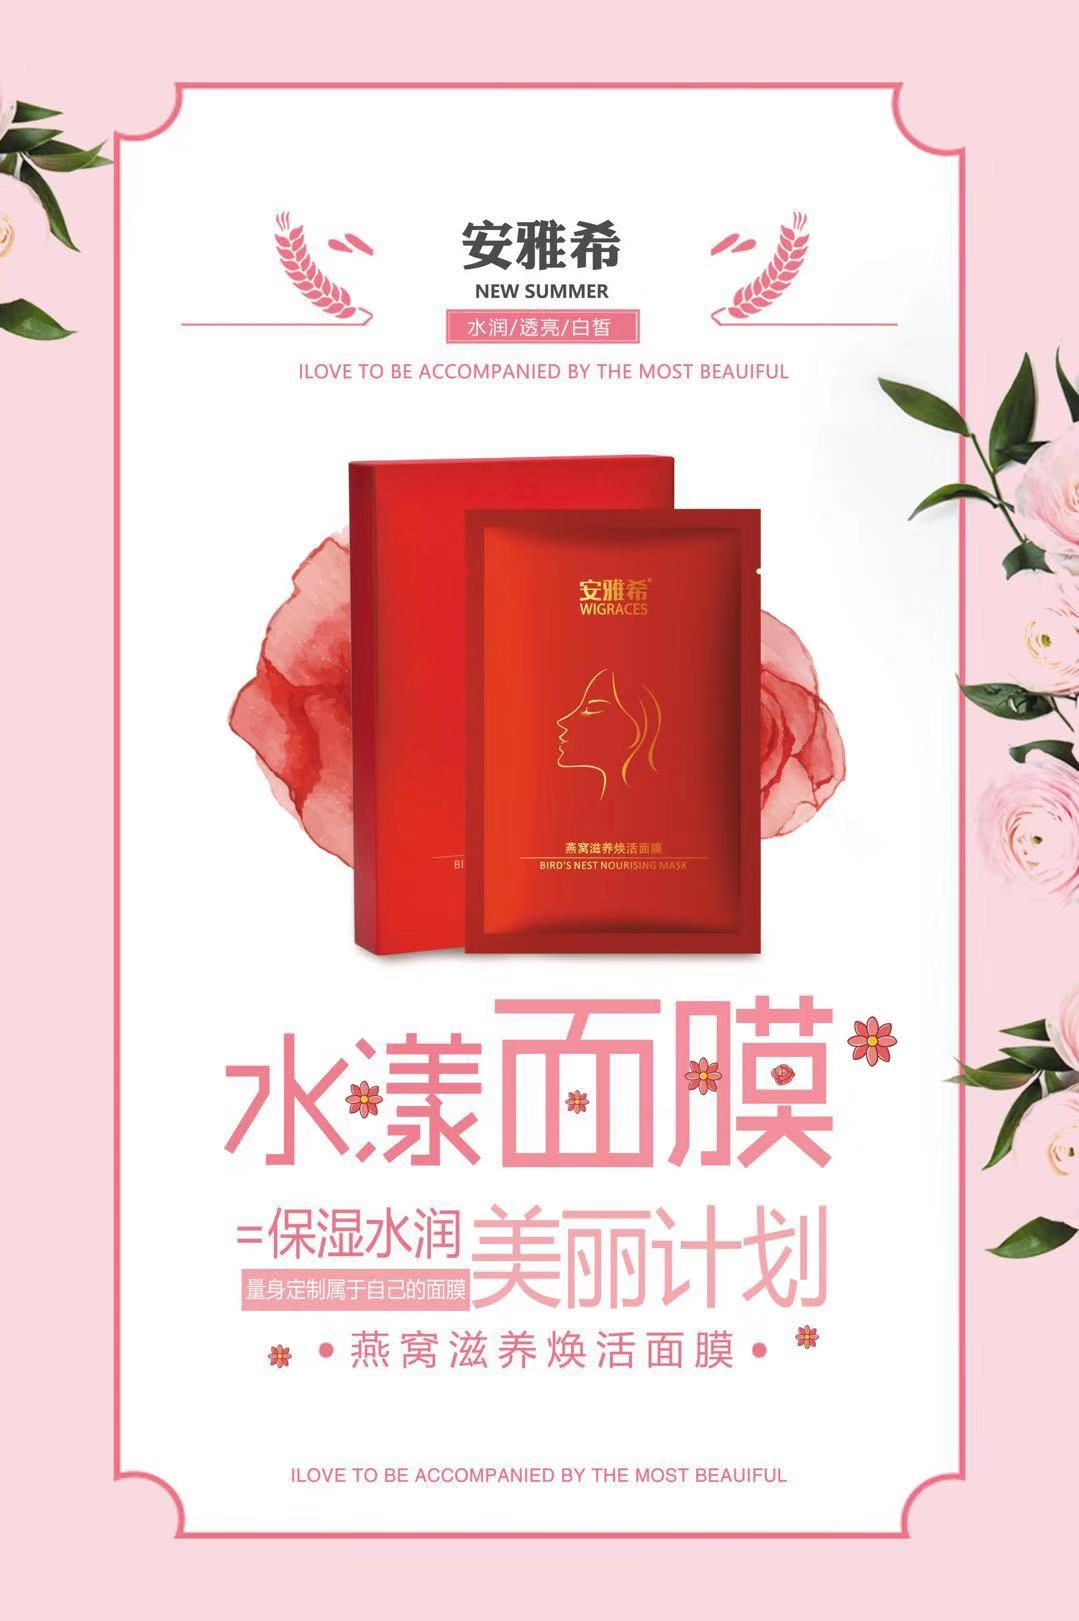 安雅希
NEW SUMMER
水润/透亮/白皙
ILOVE TO BE ACCOMPANIED BY THE MOST BEAUIFUL
安雅希®
WIGRACES
燕窝滋养焕活面膜
BI
BIRD'S NEST NOURISING MASK
水漾面膜
=保湿水润
美丽计划
量身定制属于自己的面膜
•燕窝滋养焕活面膜•
ILOVE TO BE ACCOMPANIED BY THE MOST BEAUIFUL